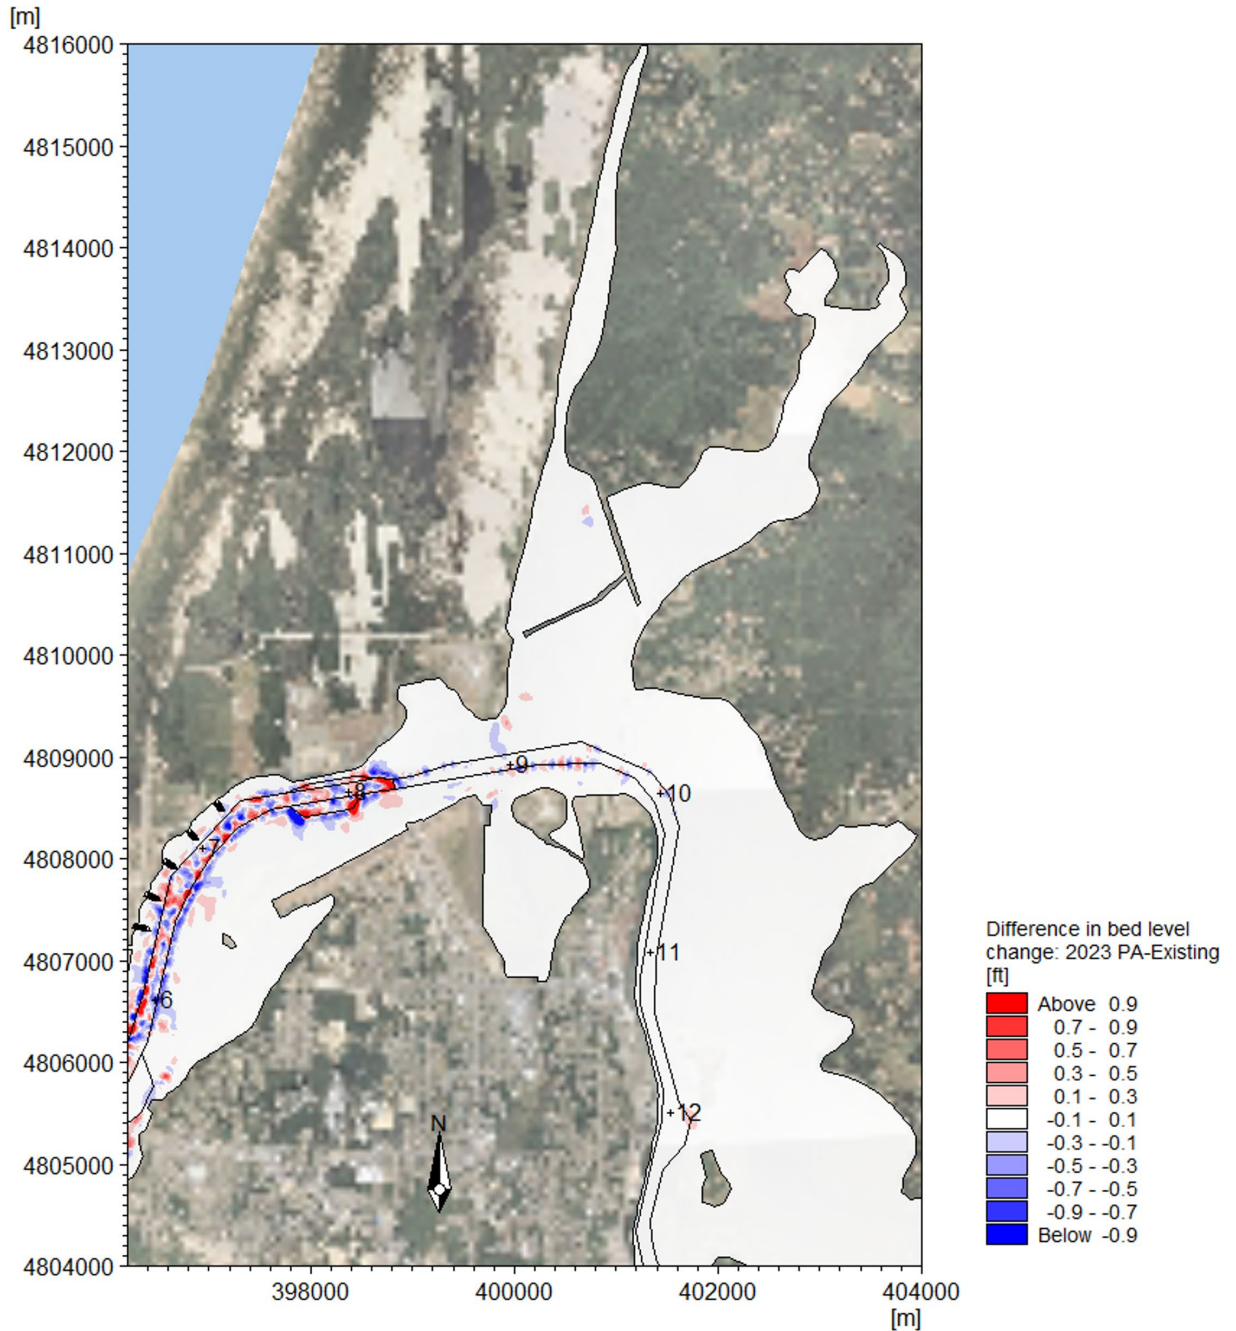 [m]
4816000
4815000
4814000
4813000
4812000
4811000
4810000
4809000
4808000
4807000
4806000
4805000
4804000
398000
400000
402000
404000
[m]
9
8
10
7
11
6
12
N
Difference in bed level
change: 2023 PA-Existing
[ft]
Above 0.9
0.7 - 0.9
0.5 - 0.7
0.3 - 0.5
0.1 - 0.3
-0.1 - 0.1
-0.3 - -0.1
-0.5 - -0.3
-0.7 - -0.5
-0.9 - -0.7
Below -0.9